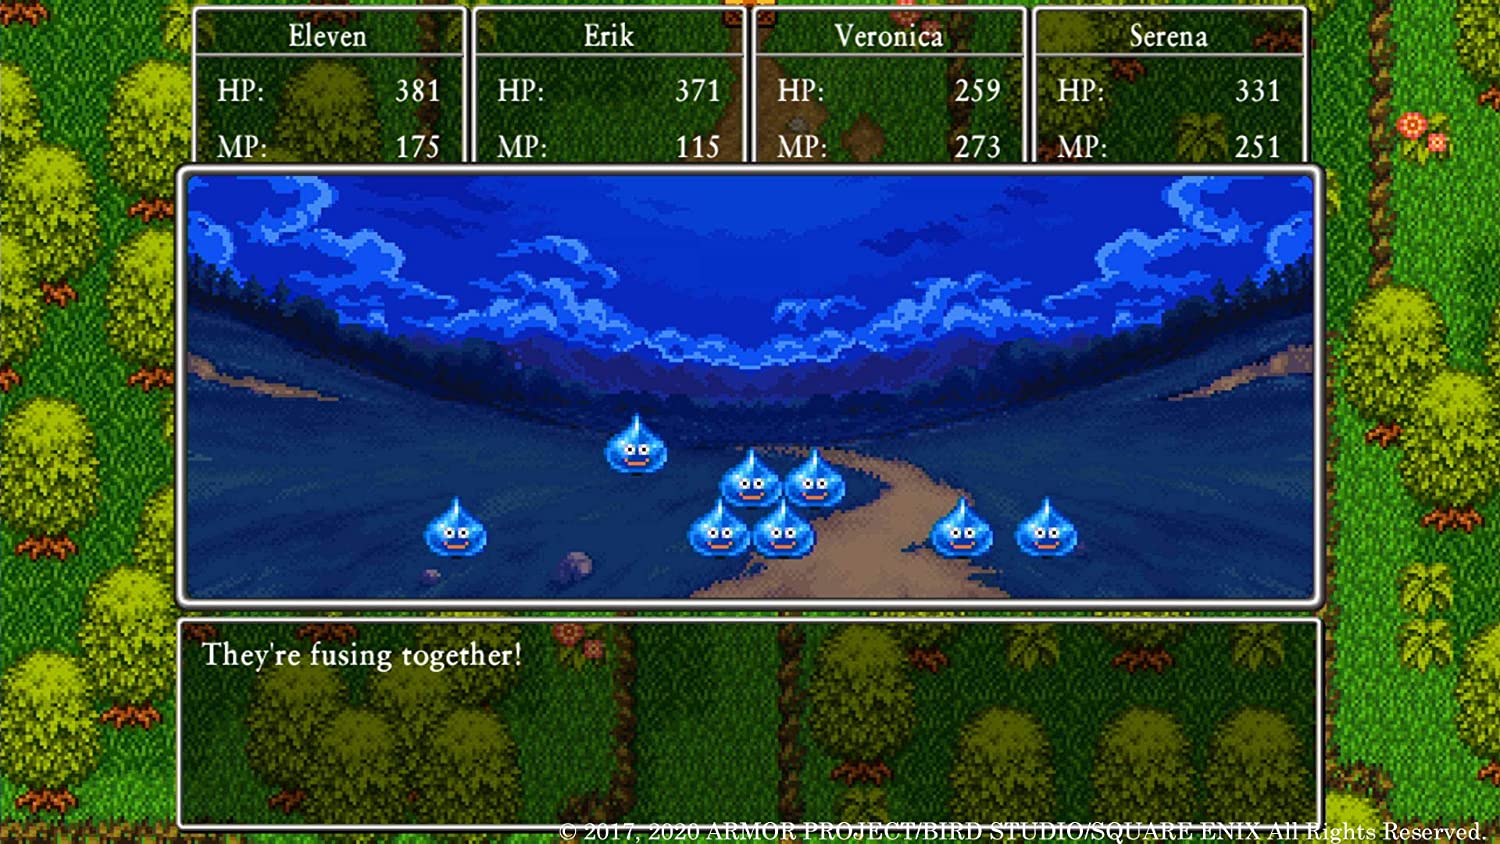 Eleven Erik Veronica Serena
HP: 381 HP: 371 HP: 259 HP: 331
MP: 175 MP: 115 MP: 273 MP: 251
They're fusing together!
© 2017, 2020 ARMOR PROJECT/BIRD STUDIO/SQUARE ENIX All Rights Reserved.